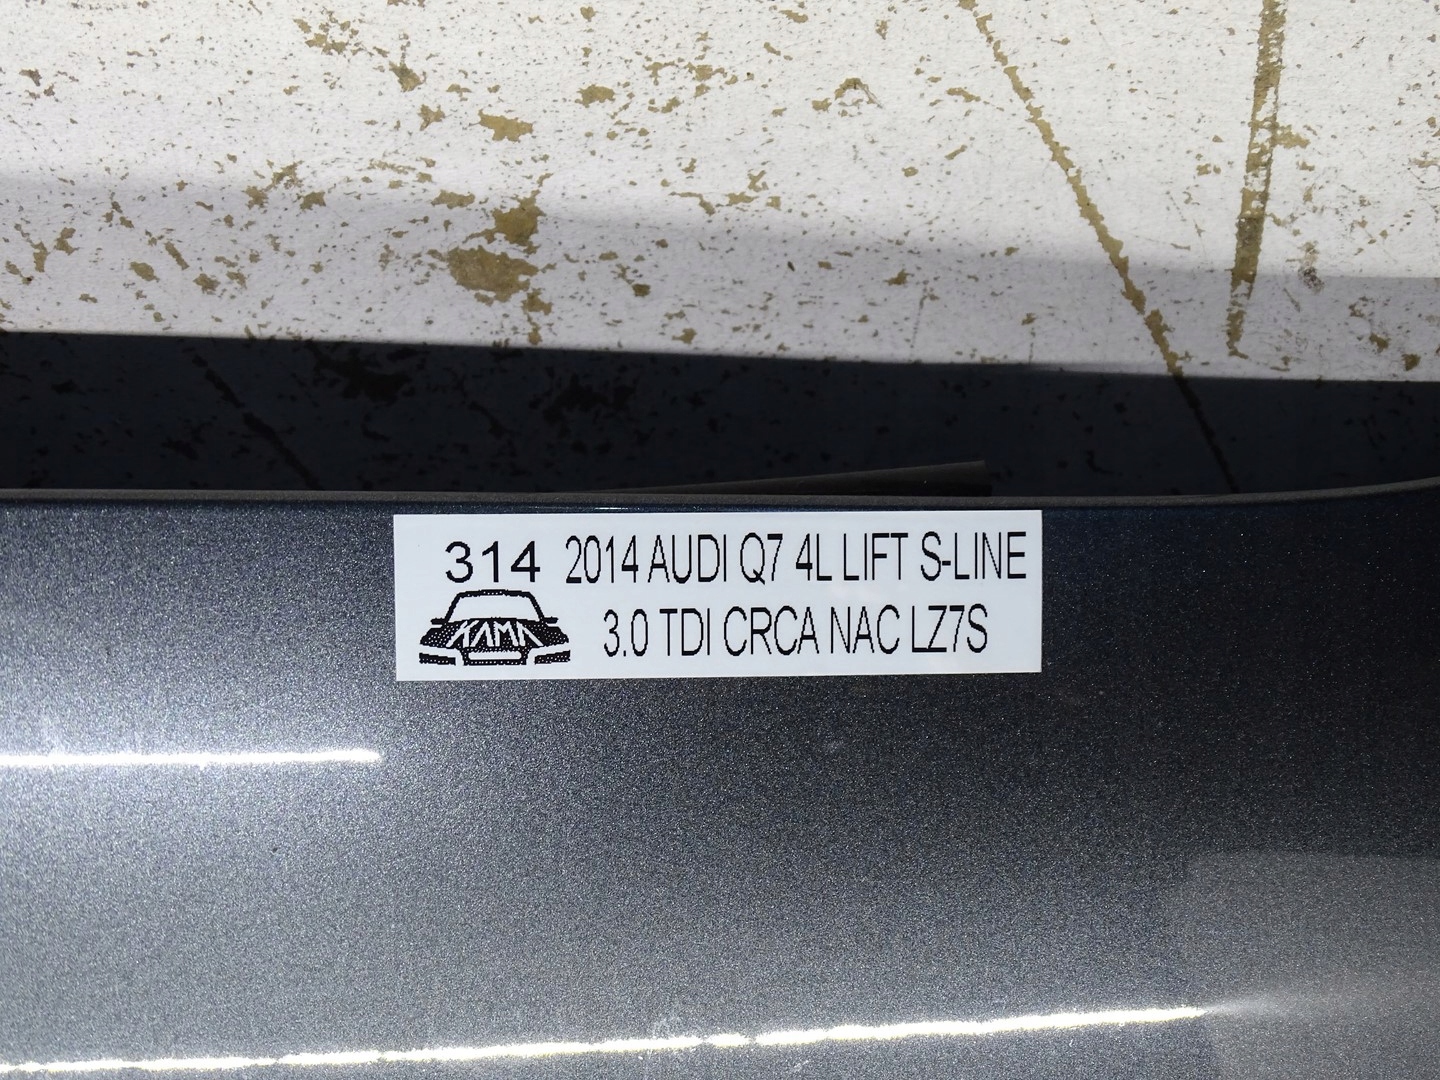 314 2014 AUDI Q7 4L LIFT S-LINE
KAMA 3.0 TDI CRCA NAC LZ7S